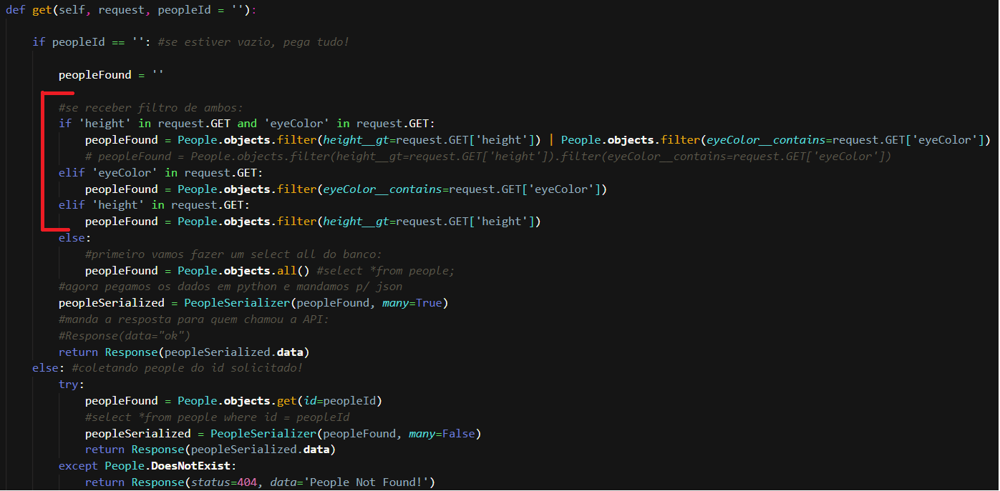 def get(self, request, peopleId = ''):
if peopleId == '': #se estiver vazio, pega tudo!
peopleFound = ''
#se receber filtro de ambos:
if 'height' in request.GET and 'eyeColor' in request.GET:
peopleFound = People.objects.filter(height__gt=request.GET['height']) | People.objects.filter(eyeColor__contains=request.GET['eyeColor'])
# peopleFound = People.objects.filter(height__gt=request.GET['height']).filter(eyeColor__contains=request.GET['eyeColor'])
elif 'eyeColor' in request.GET:
peopleFound = People.objects.filter(eyeColor__contains=request.GET['eyeColor'])
elif 'height' in request.GET:
peopleFound = People.objects.filter(height__gt=request.GET['height'])
else:
#primeiro vamos fazer um select all do banco:
peopleFound = People.objects.all() #select *from people;
#agora pegamos os dados em python e mandamos p/ json
peopleSerialized = PeopleSerializer(peopleFound, many=True)
#manda a resposta para quem chamou a API:
#Response(data="ok")
return Response(peopleSerialized.data)
else: #coletando people do id solicitado!
try:
peopleFound = People.objects.get(id=peopleId)
#select *from people where id = peopleId
peopleSerialized = PeopleSerializer(peopleFound, many=False)
return Response(peopleSerialized.data)
except People.DoesNotExist:
return Response(status=404, data='People Not Found!')